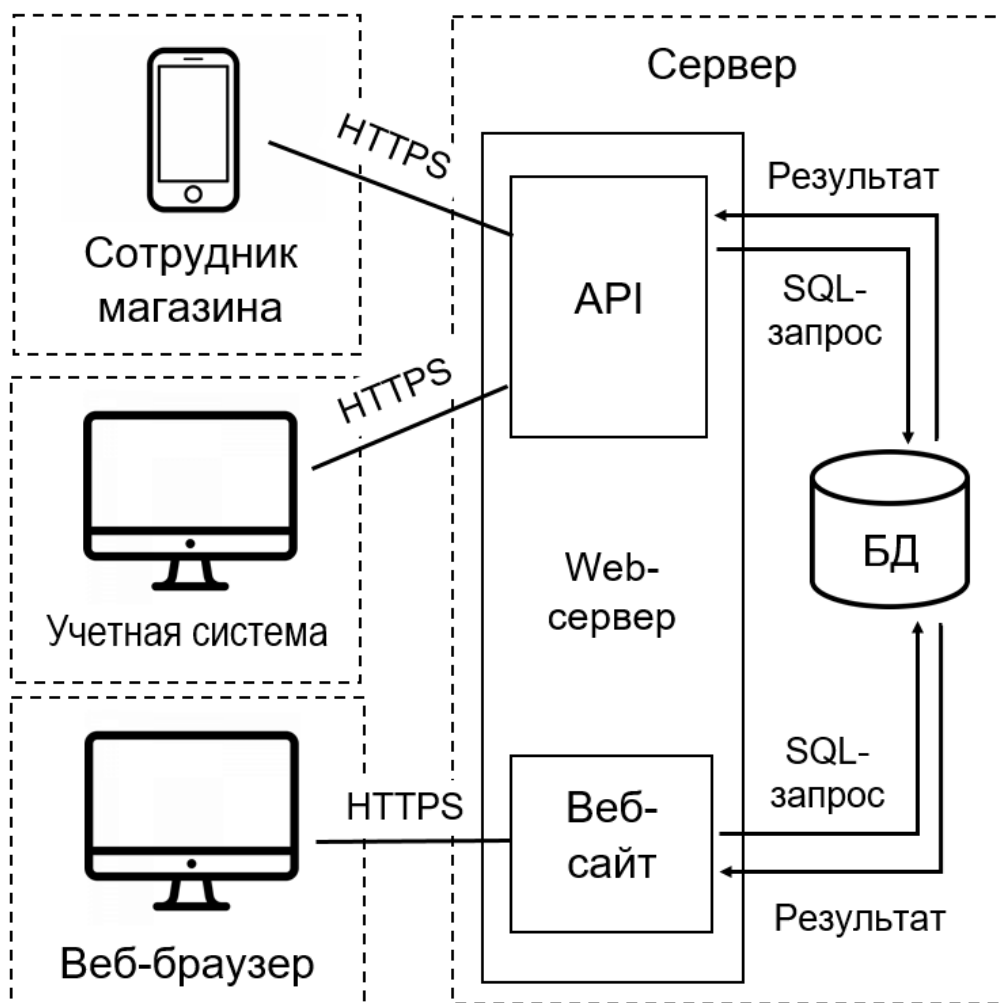 Сервер
HTTPS
Сотрудник
магазина
API
Результат
SQL-
запрос
HTTPS
Учетная система
Web-
сервер
БД
HTTPS
Веб-браузер
Веб-
сайт
SQL-
запрос
Результат